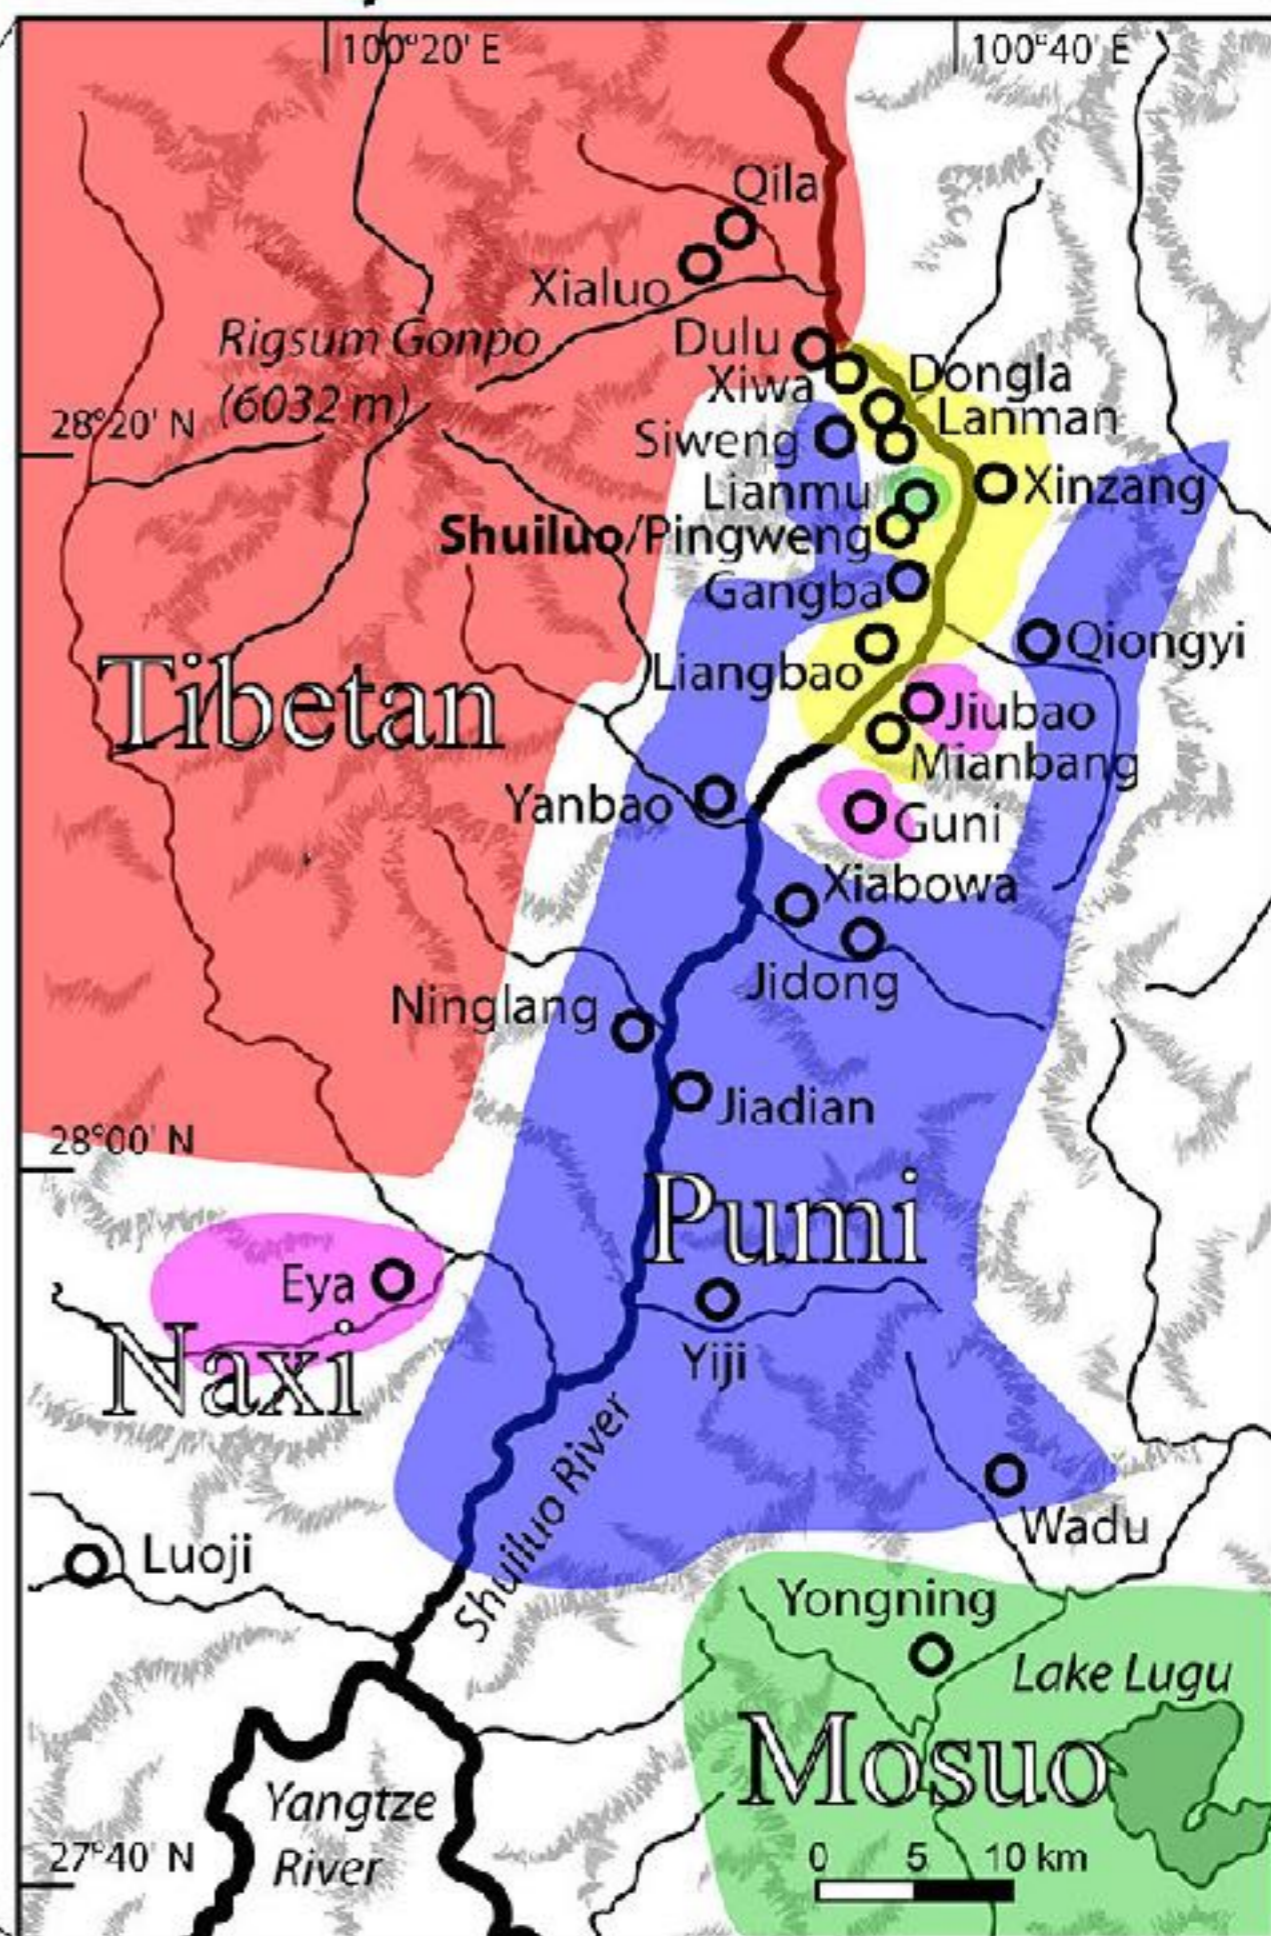 100°20' E
100°40' E
Qila
Xialuo
Rigsum Gonpo
(6032 m)
Dulu
Xiwa
Dongla
Lanman
28°20' N
Siweng
Lianmu
Xinzang
Shuiluo/Pingweng
Gangba
Qiongyi
Liangbao
Tibetan
Jiubao
Mianbang
Yanbao
Guni
Xiabowa
Jidong
Ninglang
Jiadian
28°00' N
Pumi
Eya
Naxi
Yiji
Shuiluo River
Wadu
Luoji
Yongning
Lake Lugu
Mosuo
Yangtze
River
27°40' N
0 5 10 km